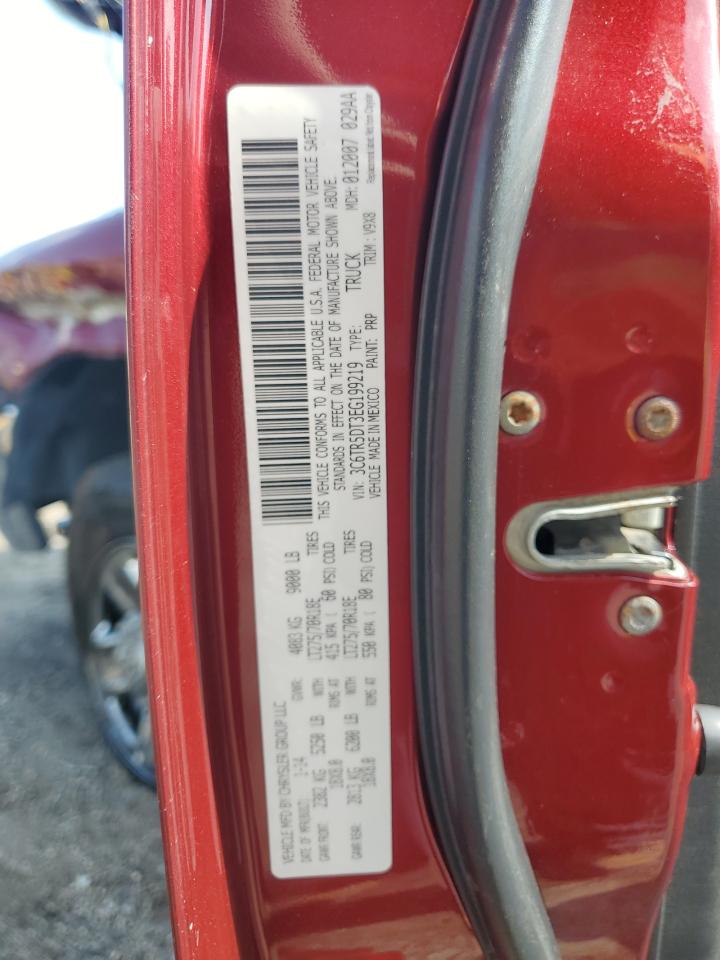 VEHICLE MFD BY CHRYSLER GROUP LLC
DATE OF MFR(BUILT): 1-14 GVWR: 4083 KG 9000 LB
GAWR FRONT: 2382 KG 5250 LB WITH LT275/70R18E TIRES
18X8.0 RIMS AT 415 KPA ( 60 PSI) COLD
GAWR REAR: 2813 KG 6200 LB WITH LT275/70R18E TIRES
18X8.0 RIMS AT 550 KPA ( 80 PSI) COLD
THIS VEHICLE CONFORMS TO ALL APPLICABLE U.S.A. FEDERAL MOTOR VEHICLE SAFETY
STANDARDS IN EFFECT ON THE DATE OF MANUFACTURE SHOWN ABOVE.
VIN: 3C6TR5DT3EG199219 TYPE: TRUCK MDH: 012007 029AA
VEHICLE MADE IN MEXICO PAINT: PRP TRIM: V9X8